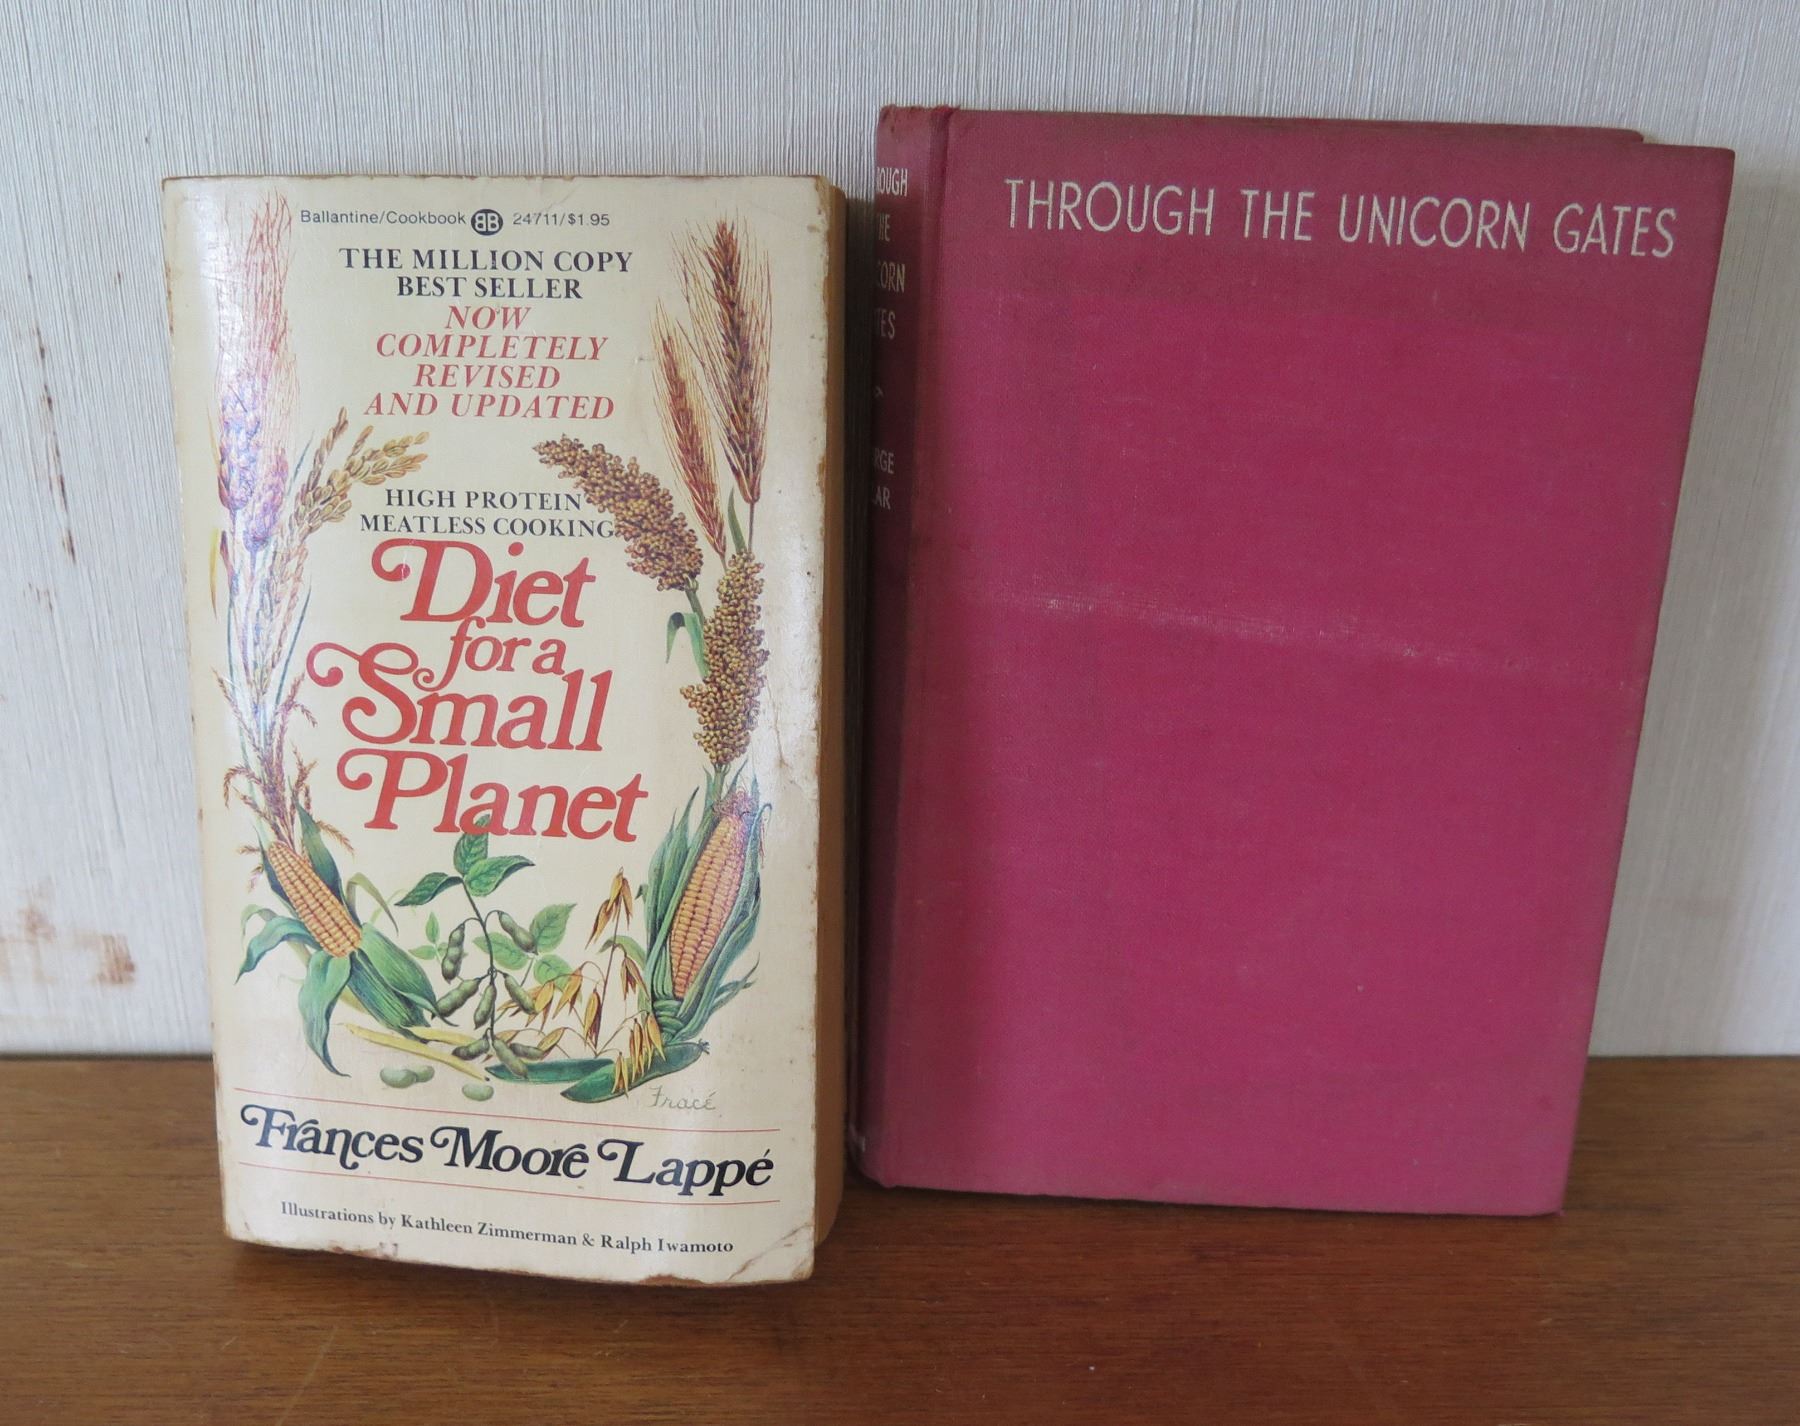 Ballantine/Cookbook BB 24711/$1.95
THE MILLION COPY
BEST SELLER
NOW
COMPLETELY
REVISED
AND UPDATED
HIGH PROTEIN
MEATLESS COOKING
Diet
for a
Small
Planet
Fracé
Frances Moore Lappé
Illustrations by Kathleen Zimmerman & Ralph Iwamoto
THROUGH THE UNICORN GATES